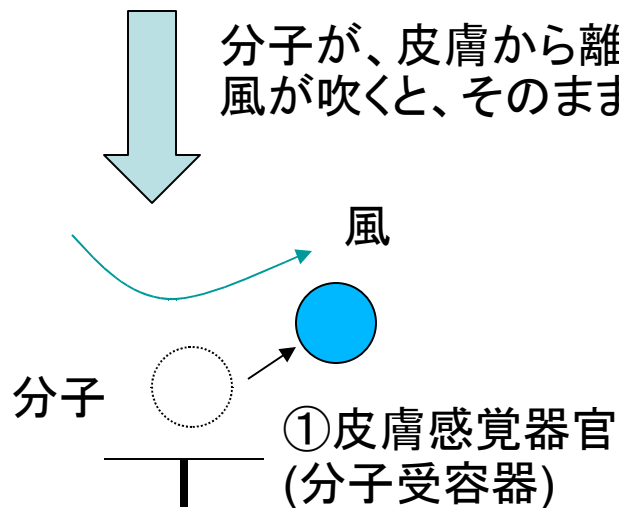 分子が、皮膚から離
風が吹くと、そのまま
風
分子
①皮膚感覚器官
(分子受容器)